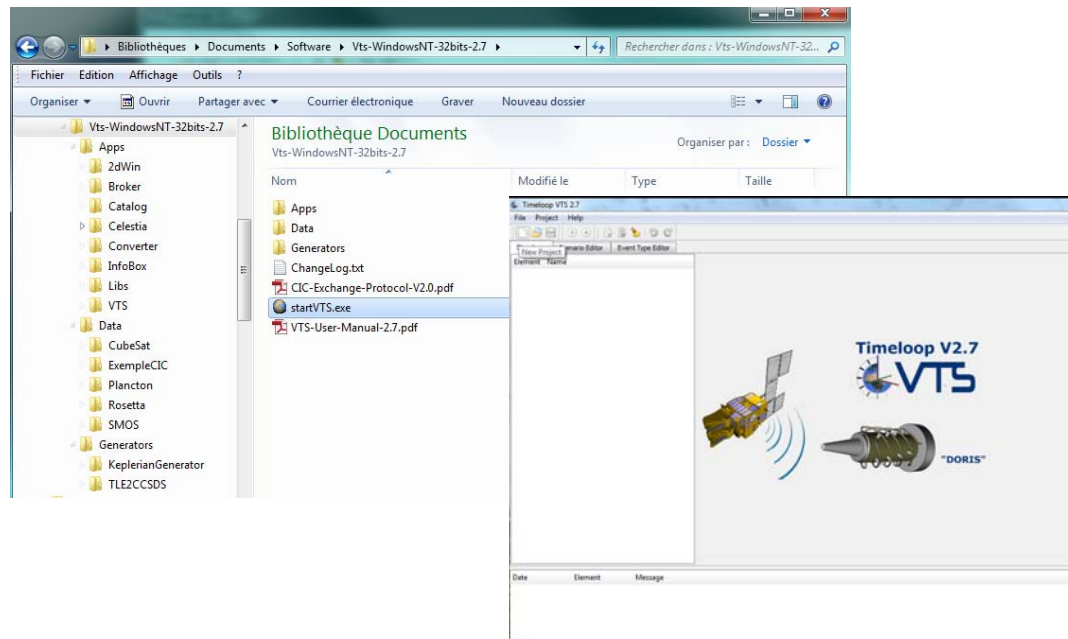 Bibliothèques ▸ Documents ▸ Software ▸ Vts-WindowsNT-32bits-2.7 ▸
Rechercher dans : Vts-WindowsNT-32...
Fichier Edition Affichage Outils ?
Organiser Ouvrir Partager avec Courrier électronique Graver Nouveau dossier
Vts-WindowsNT-32bits-2.7
Apps
2dWin
Broker
Catalog
Celestia
Converter
InfoBox
Libs
VTS
Data
CubeSat
ExempleCIC
Plancton
Rosetta
SMOS
Generators
KeplerianGenerator
TLE2CCSDS
Bibliothèque Documents
Vts-WindowsNT-32bits-2.7
Organiser par : Dossier
Nom Modifié le Type Taille
Apps
Data
Generators
ChangeLog.txt
CIC-Exchange-Protocol-V2.0.pdf
startVTS.exe
VTS-User-Manual-2.7.pdf
Timeloop VTS 2.7
File Project Help
New Project
Editor Event Type Editor
Element Name
Timeloop V2.7
VTS
"DORIS"
Date Element Message